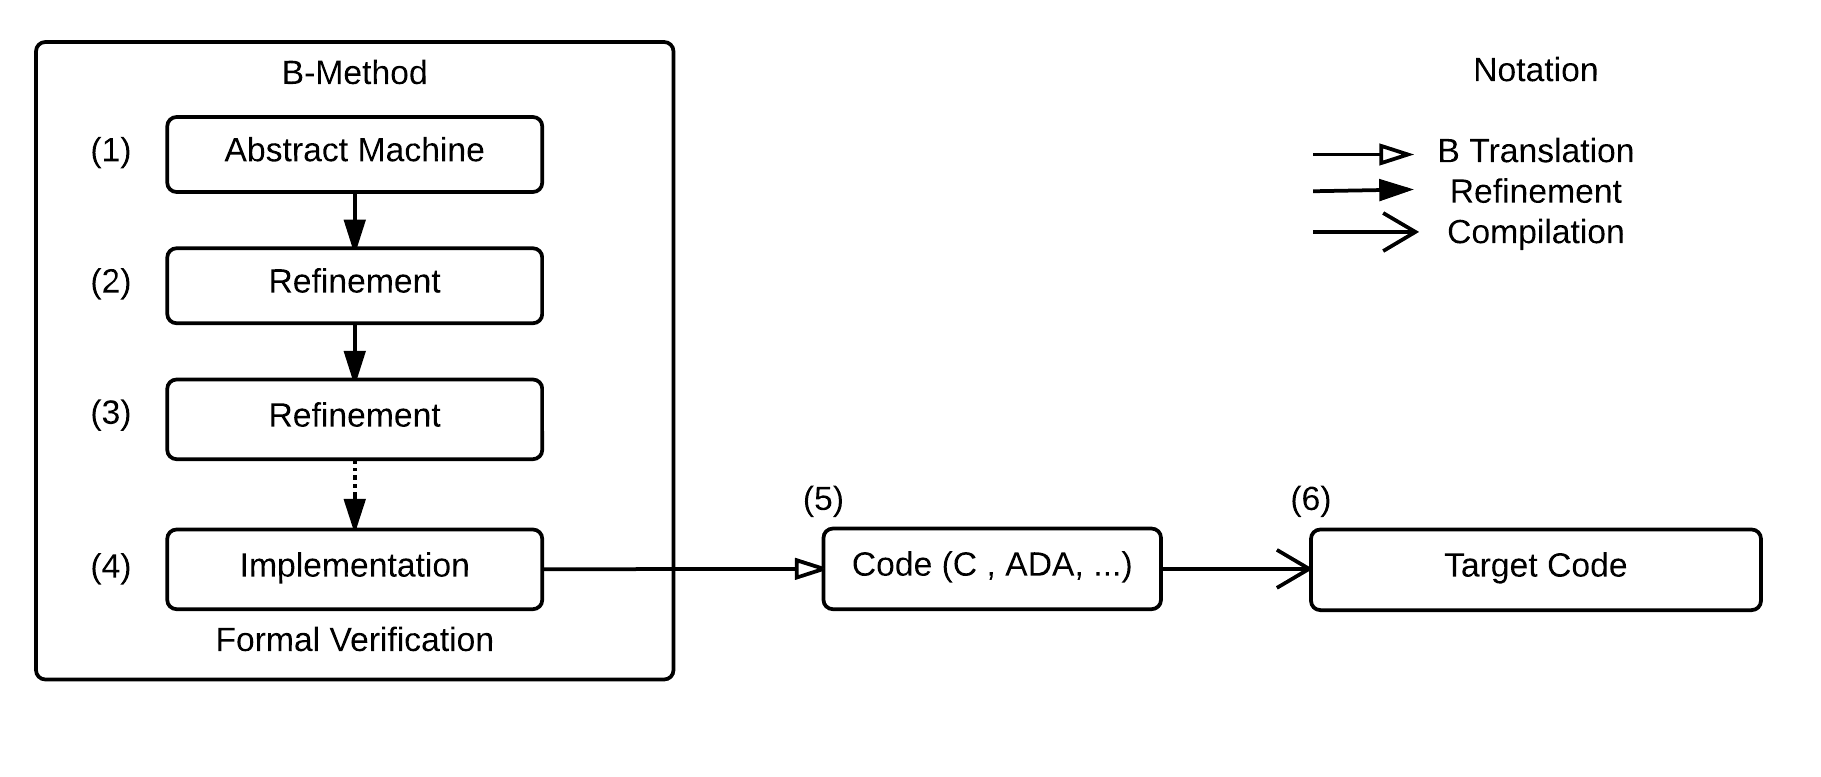 B-Method
(1) Abstract Machine
(2) Refinement
(3) Refinement
(4) Implementation
Formal Verification
(5)
Code (C , ADA, ...)
(6)
Target Code
Notation
B Translation
Refinement
Compilation